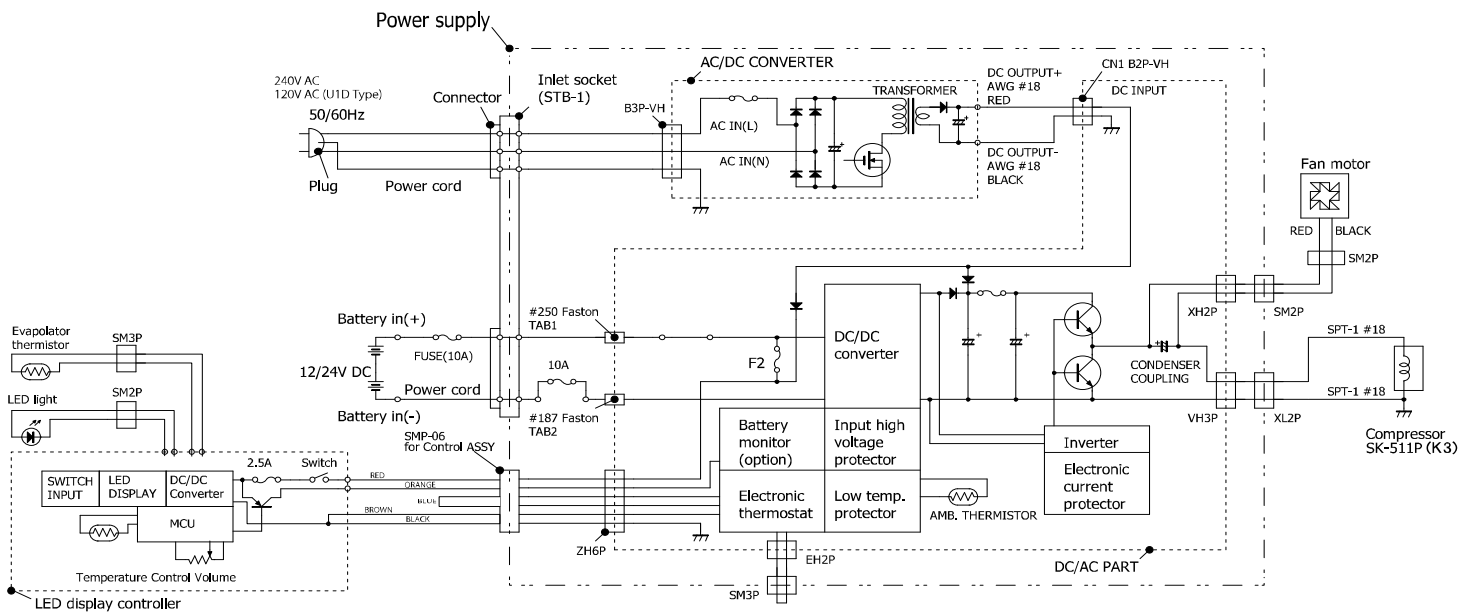 Power supply
AC/DC CONVERTER
240V AC
120V AC (U1D Type)
50/60Hz
Connector
Inlet socket
(STB-1)
B3P-VH
TRANSFORMER
DC OUTPUT+
AWG #18
RED
CN1 B2P-VH
DC INPUT
AC IN(L)
AC IN(N)
DC OUTPUT-
AWG #18
BLACK
Plug
Power cord
Fan motor
RED
BLACK
SM2P
XH2P
SM2P
Battery in(+)
#250 Faston
TAB1
FUSE(10A)
12/24V DC
10A
F2
DC/DC
converter
CONDENSER
COUPLING
SPT-1 #18
SPT-1 #18
Power cord
Battery in(-)
#187 Faston
TAB2
VH3P
XL2P
Compressor
SK-511P (K3)
Evapolator
thermistor
SM3P
LED light
SM2P
SMP-06
for Control ASSY
Battery
monitor
(option)
Input high
voltage
protector
Inverter
Electronic
current
protector
Electronic
thermostat
Low temp.
protector
AMB. THERMISTOR
2.5A
Switch
SWITCH
INPUT
LED
DISPLAY
DC/DC
Converter
MCU
RED
ORANGE
BLUE
BROWN
BLACK
ZH6P
EH2P
SM3P
DC/AC PART
Temperature Control Volume
LED display controller